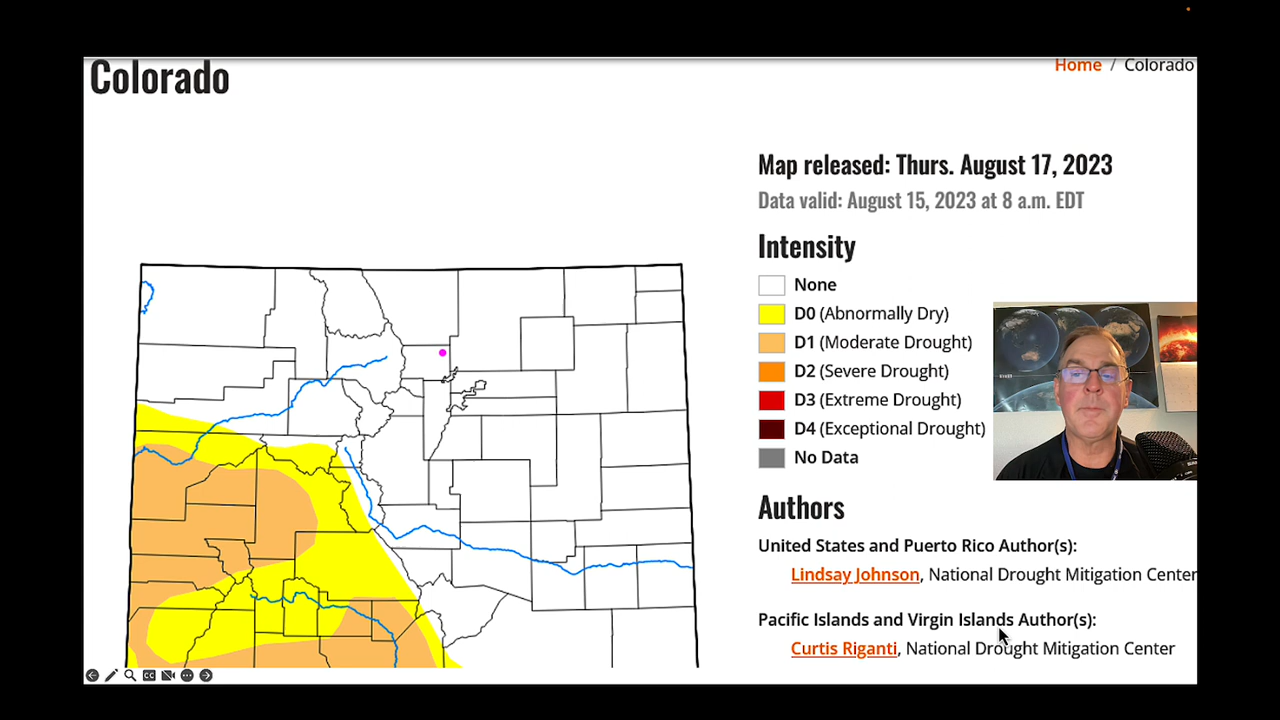 Colorado
Home / Colorado
Map released: Thurs. August 17, 2023
Data valid: August 15, 2023 at 8 a.m. EDT
Intensity
None
D0 (Abnormally Dry)
D1 (Moderate Drought)
D2 (Severe Drought)
D3 (Extreme Drought)
D4 (Exceptional Drought)
No Data
Authors
United States and Puerto Rico Author(s):
Lindsay Johnson, National Drought Mitigation Center
Pacific Islands and Virgin Islands Author(s):
Curtis Riganti, National Drought Mitigation Center
CC